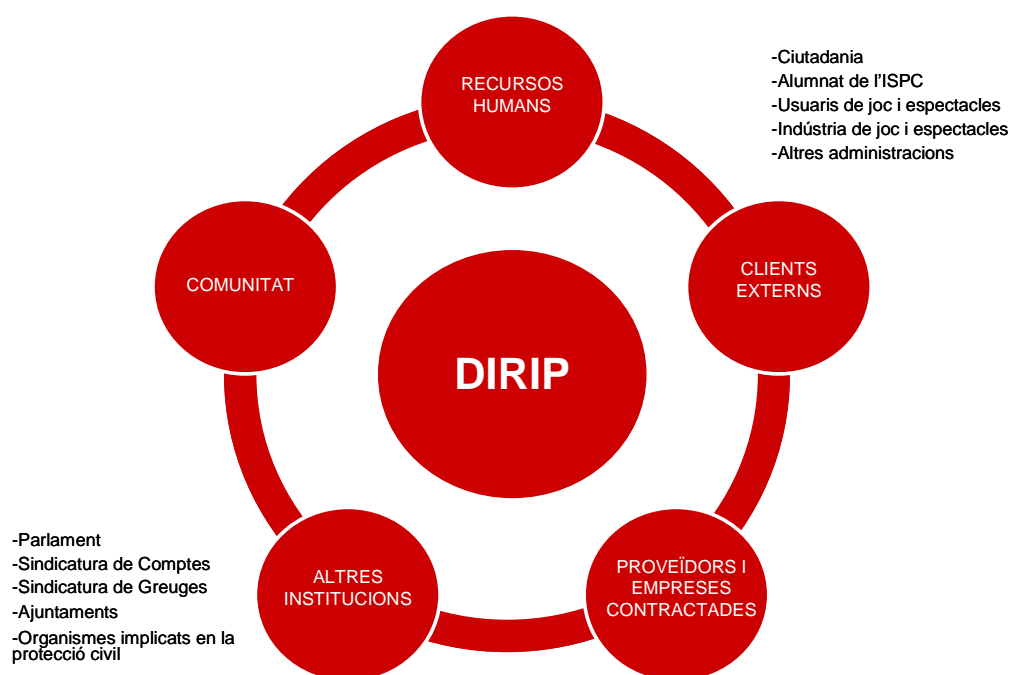 RECURSOS
HUMANS
-Ciutadania
-Alumnat de l'ISPC
-Usuaris de joc i espectacles
-Indústria de joc i espectacles
-Altres administracions
COMUNITAT
CLIENTS
EXTERNS
DIRIP
-Parlament
-Sindicatura de Comptes
-Sindicatura de Greuges
-Ajuntaments
-Organismes implicats en la
protecció civil
ALTRES
INSTITUCIONS
PROVEÏDORS I
EMPRESES
CONTRACTADES